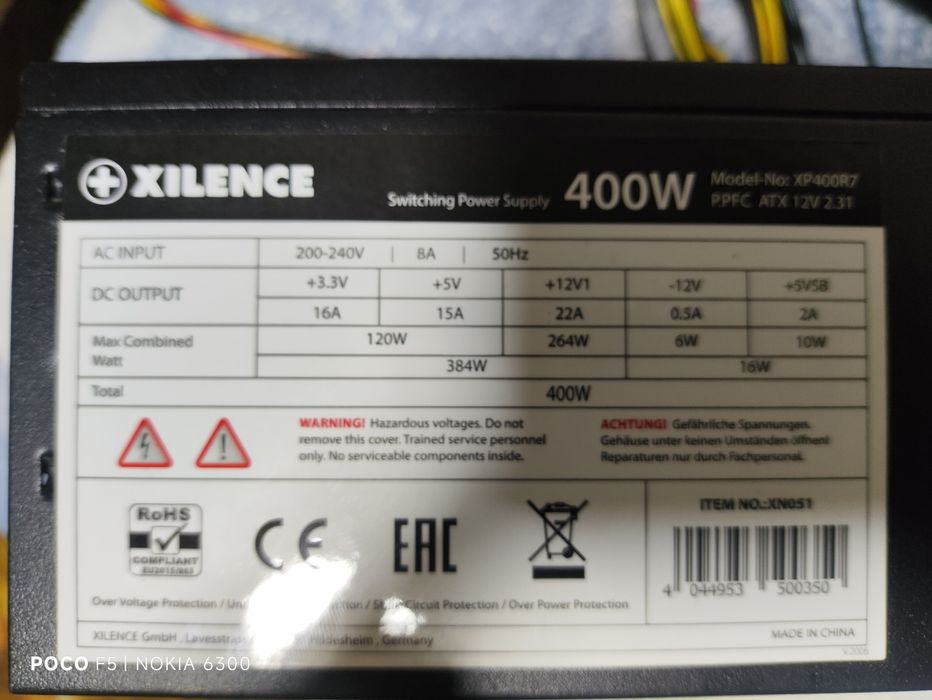 XILENCE
Switching Power Supply 400W
Model-No: XP400R7
P.PFC ATX 12V 2.31
AC INPUT 200-240V | 8A | 50Hz
DC OUTPUT +3.3V +5V +12V1 -12V +5VSB
16A 15A 22A 0.5A 2A
Max Combined Watt 120W 264W 6W 10W
384W 16W
Total 400W
WARNING! Hazardous voltages. Do not
remove this cover. Trained service personnel
only. No serviceable components inside.
ACHTUNG! Gefährliche Spannungen.
Gehäuse unter keinen Umständen öffnen!
Reparaturen nur durch Fachpersonal.
RoHS
COMPLIANT
EU2015/863
CE
EAC
ITEM NO.:XN051
4 044953 500350
Over Voltage Protection / Protection / Short Circuit Protection / Over Power Protection
XILENCE GmbH, Hildesheim, Germany
MADE IN CHINA
V.2006
POCO F5 | NOKIA 6300